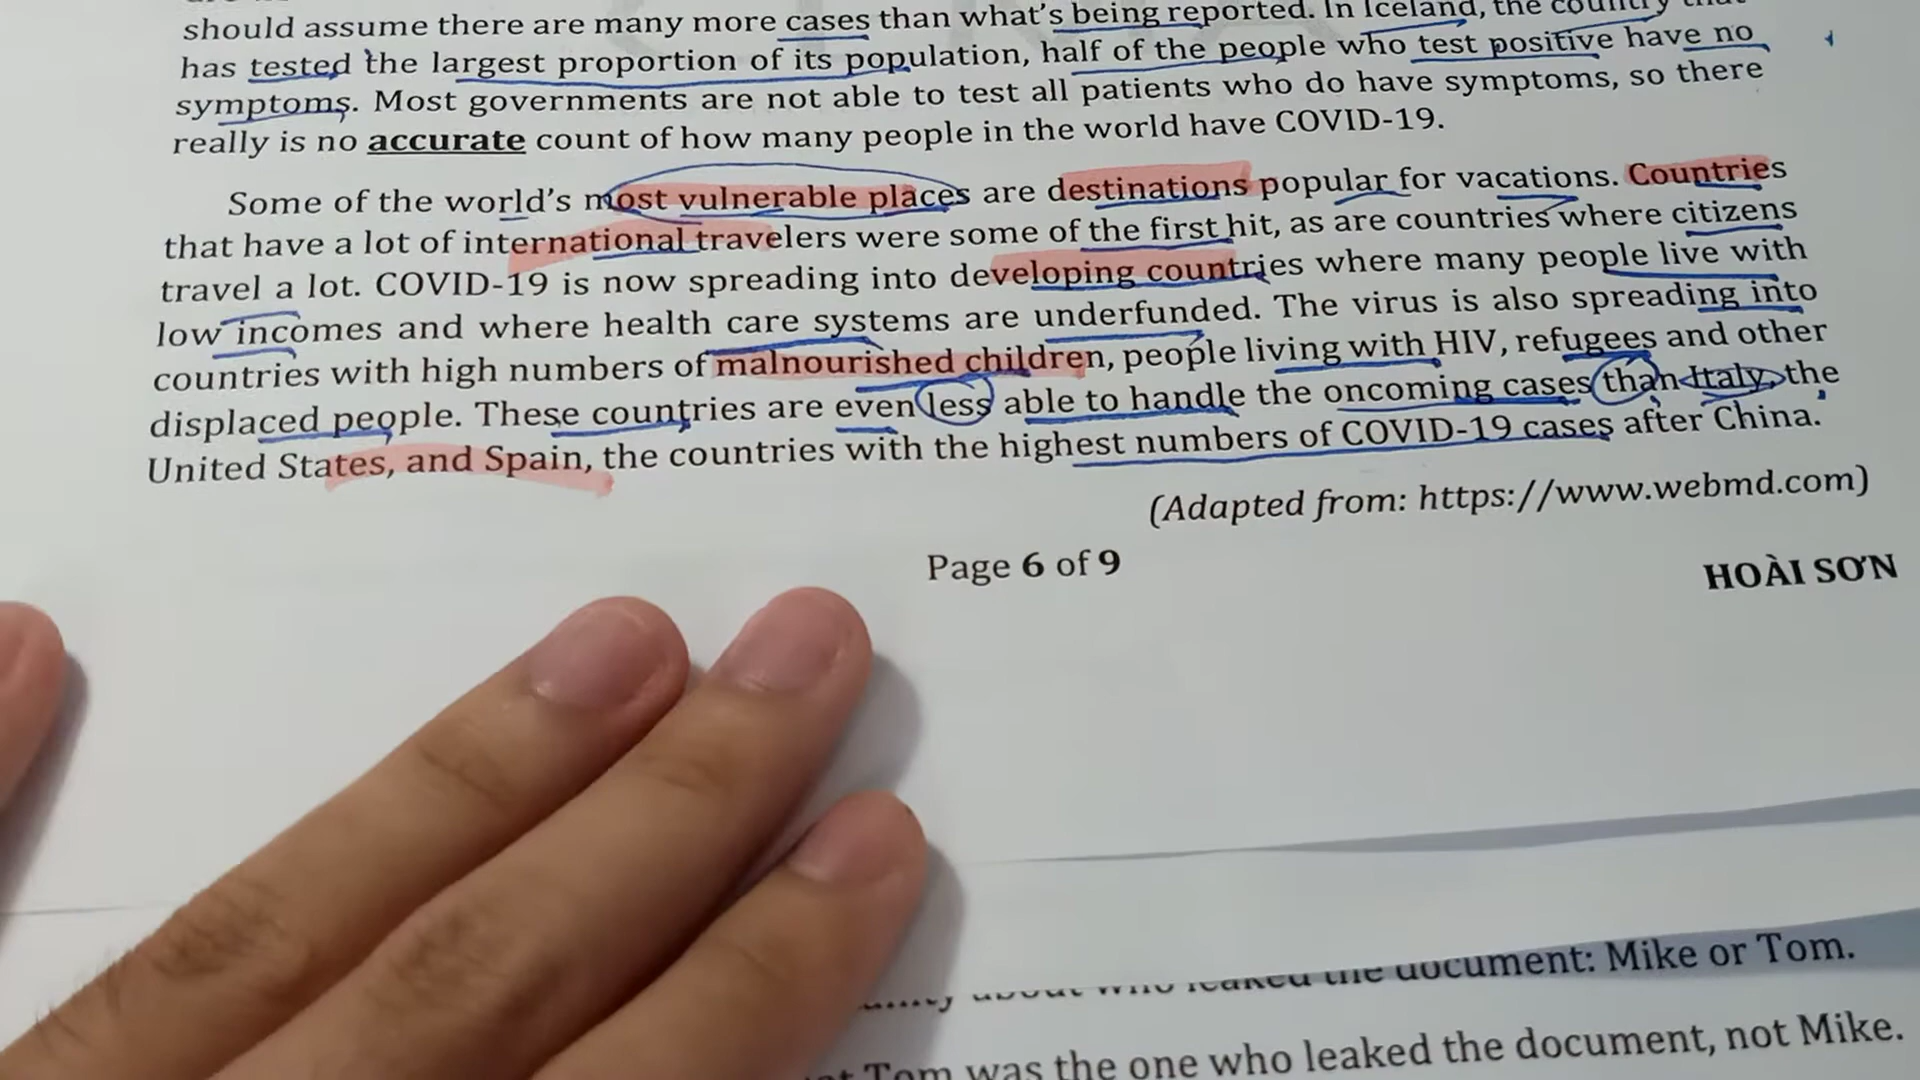 should assume there are many more cases than what's being reported. In Iceland, the country that
has tested the largest proportion of its population, half of the people who test positive have no
symptoms. Most governments are not able to test all patients who do have symptoms, so there
really is no accurate count of how many people in the world have COVID-19.
Some of the world's most vulnerable places are destinations popular for vacations. Countries
that have a lot of international travelers were some of the first hit, as are countries where citizens
travel a lot. COVID-19 is now spreading into developing countries where many people live with
low incomes and where health care systems are underfunded. The virus is also spreading into
countries with high numbers of malnourished children, people living with HIV, refugees and other
displaced people. These countries are even less able to handle the oncoming cases than Italy, the
United States, and Spain, the countries with the highest numbers of COVID-19 cases after China.
(Adapted from: https://www.webmd.com)
Page 6 of 9
HOÀI SƠN
about who leaked the document: Mike or Tom.
Tom was the one who leaked the document, not Mike.